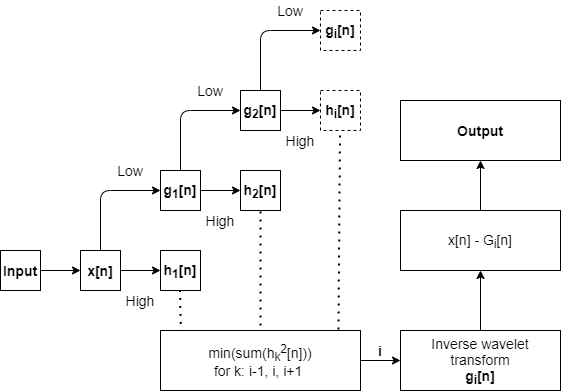 Low
gᵢ[n]
Low
g₂[n]
hᵢ[n]
High
Output
Low
g₁[n]
h₂[n]
High
x[n] - Gᵢ[n]
Input
x[n]
h₁[n]
High
min(sum(hₖ²[n]))
for k: i-1, i, i+1
i
Inverse wavelet
transform
gᵢ[n]